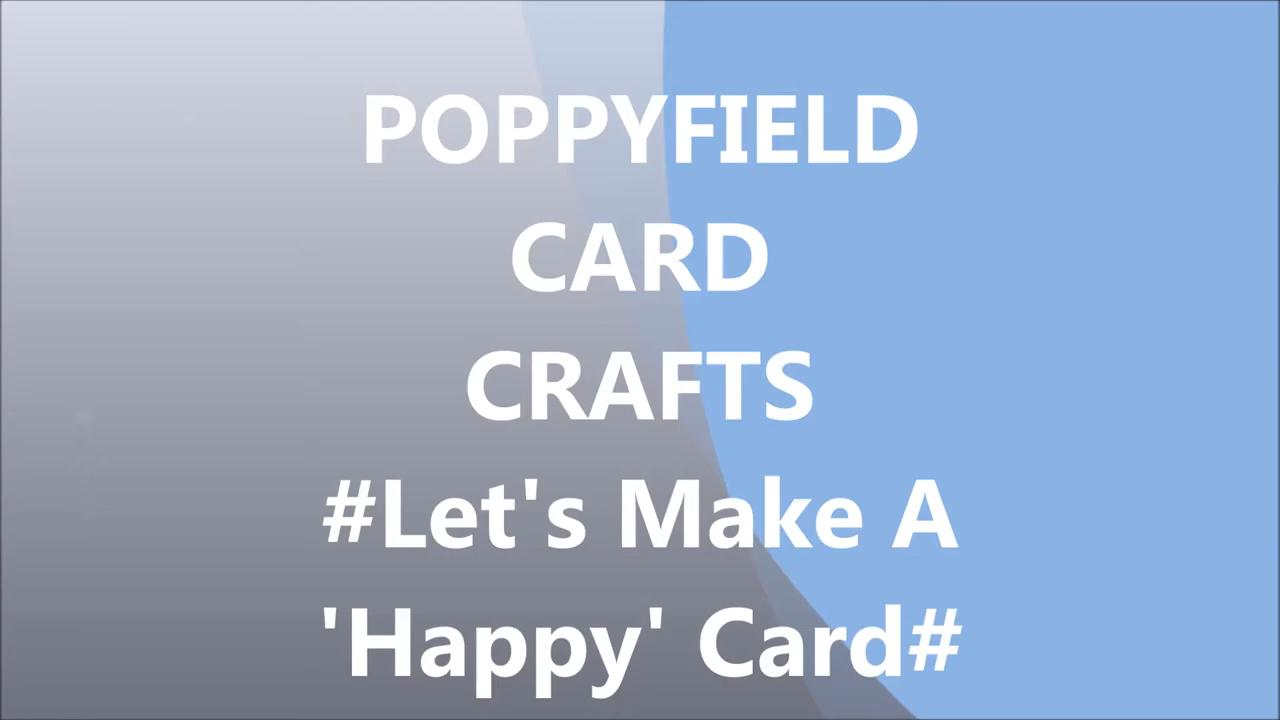 POPPYFIELD
CARD
CRAFTS
#Let's Make A
'Happy' Card#